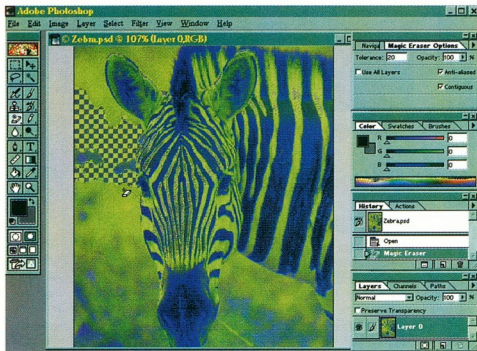 Adobe Photoshop
File Edit Image Layer Select Filter View Window Help
© Zebra.psd @ 107% (Layer 0,RGB)
Naviga Magic Eraser Options
Tolerance: 20 Opacity: 100 %
Use All Layers Anti-aliased
Contiguous
Color Swatches Brushes
R 0
G 0
B 0
History Actions
Zebra.psd
Open
Magic Eraser
Layers Channels Paths
Normal Opacity: 100 %
Preserve Transparency
Layer 0